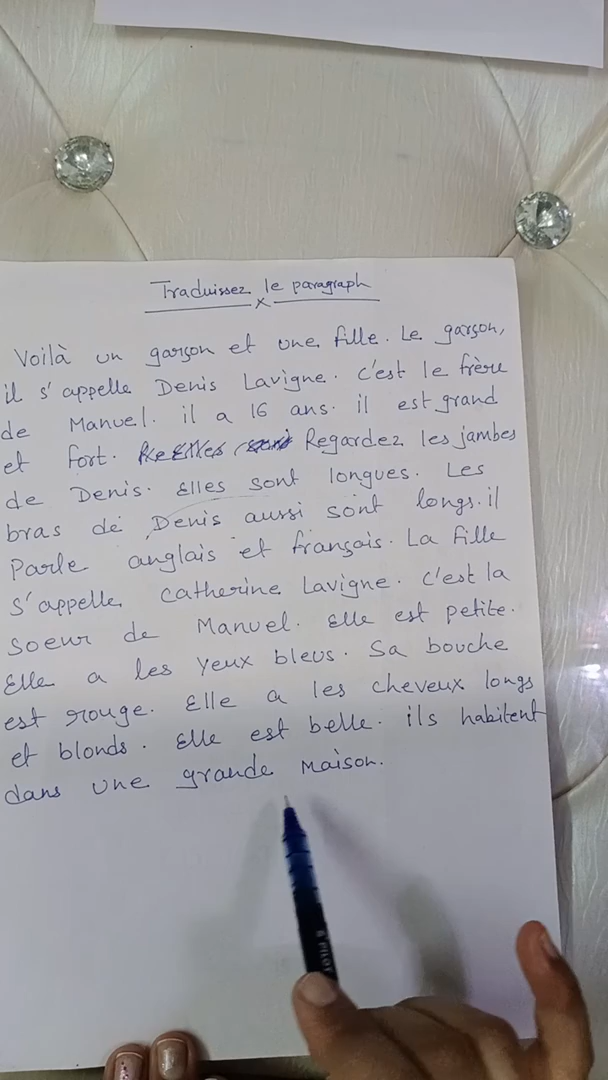 Traduissez le paragraph
x
Voilà un garçon et une fille. Le garçon,
il s'appelle Denis Lavigne. c'est le frère
de Manuel. il a 16 ans. il est grand
et fort. Regardez les jambes
de Denis. Elles sont longues. Les
bras de Denis aussi sont longs. il
Parle anglais et français. La fille
s'appelle Catherine Lavigne. c'est la
soeur de Manuel. Elle est petite.
Elle a les yeux bleus. Sa bouche
est rouge. Elle a les cheveux longs
et blonds. Elle est belle. ils habitent
dans une grande maison.
PILOT